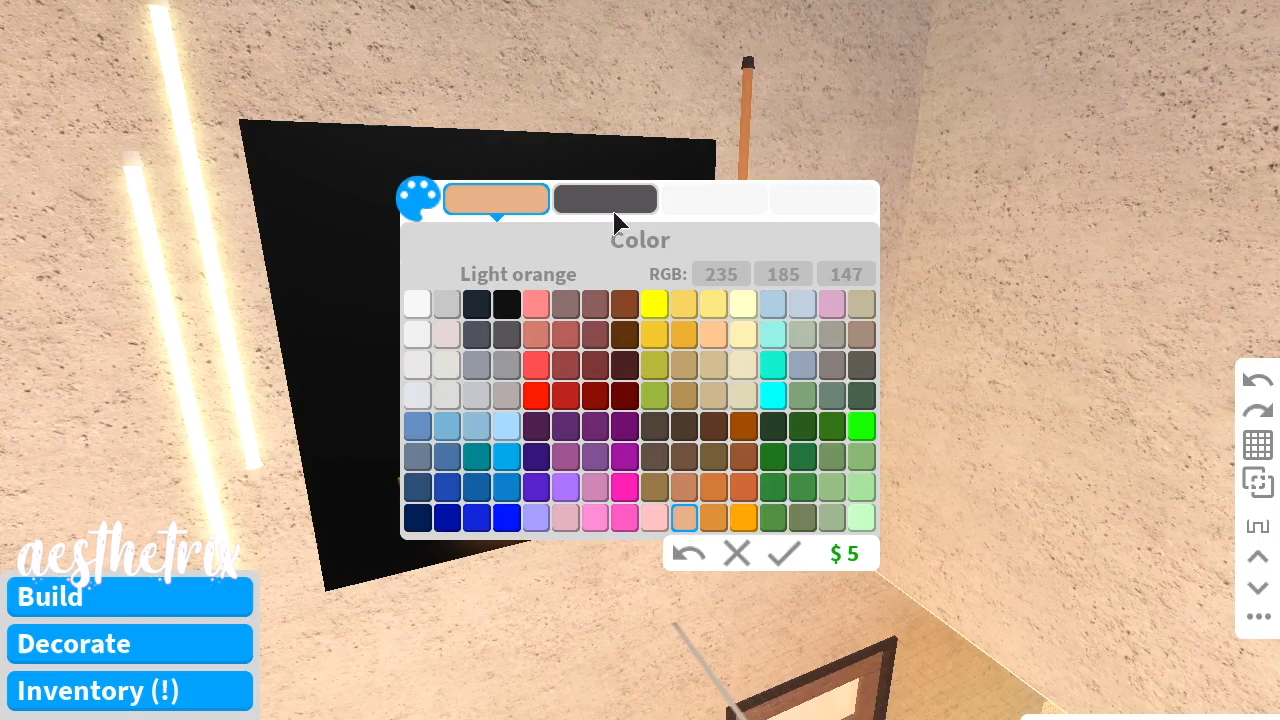 Color
Light orange RGB: 235 185 147
$ 5
aesthetrix
Build
Decorate
Inventory (!)